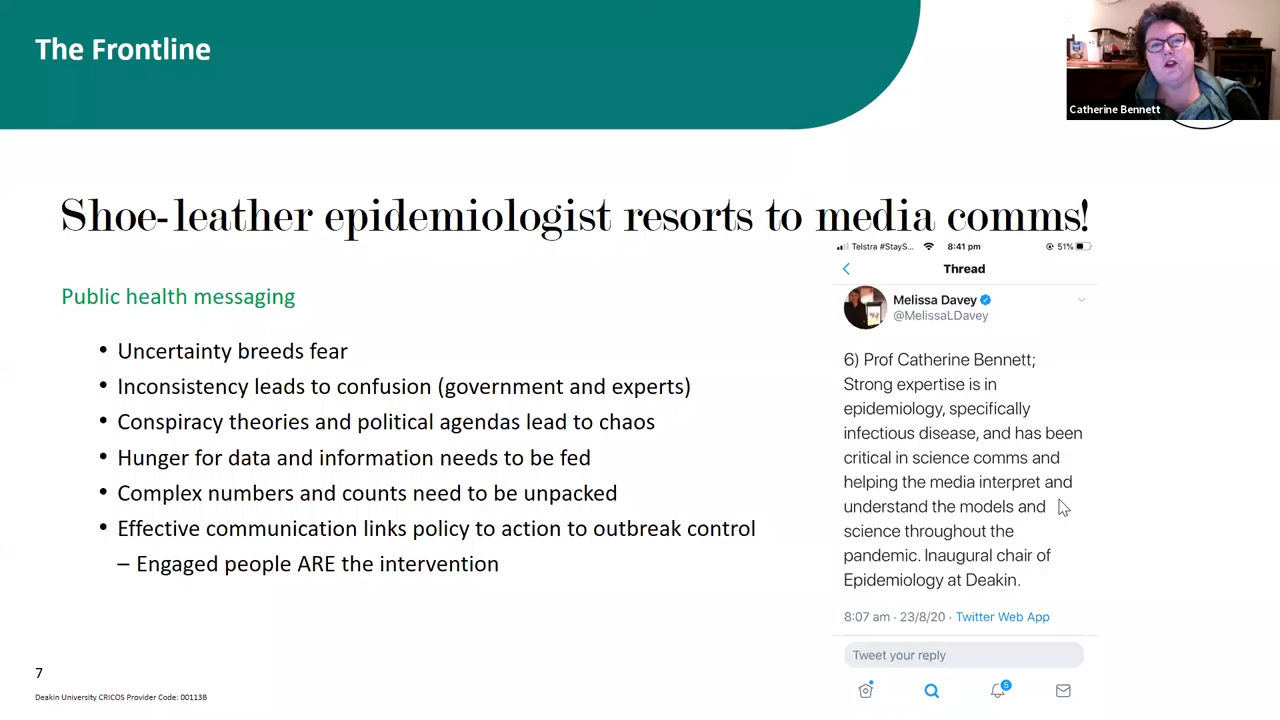 The Frontline
Catherine Bennett
Shoe-leather epidemiologist resorts to media comms!
Public health messaging
• Uncertainty breeds fear
• Inconsistency leads to confusion (government and experts)
• Conspiracy theories and political agendas lead to chaos
• Hunger for data and information needs to be fed
• Complex numbers and counts need to be unpacked
• Effective communication links policy to action to outbreak control
– Engaged people ARE the intervention
Telstra #StayS... 8:41 pm 51%
Thread
Melissa Davey
@MelissaLDavey
6) Prof Catherine Bennett;
Strong expertise is in
epidemiology, specifically
infectious disease, and has been
critical in science comms and
helping the media interpret and
understand the models and
science throughout the
pandemic. Inaugural chair of
Epidemiology at Deakin.
8:07 am · 23/8/20 · Twitter Web App
Tweet your reply
7
Deakin University CRICOS Provider Code: 00113B